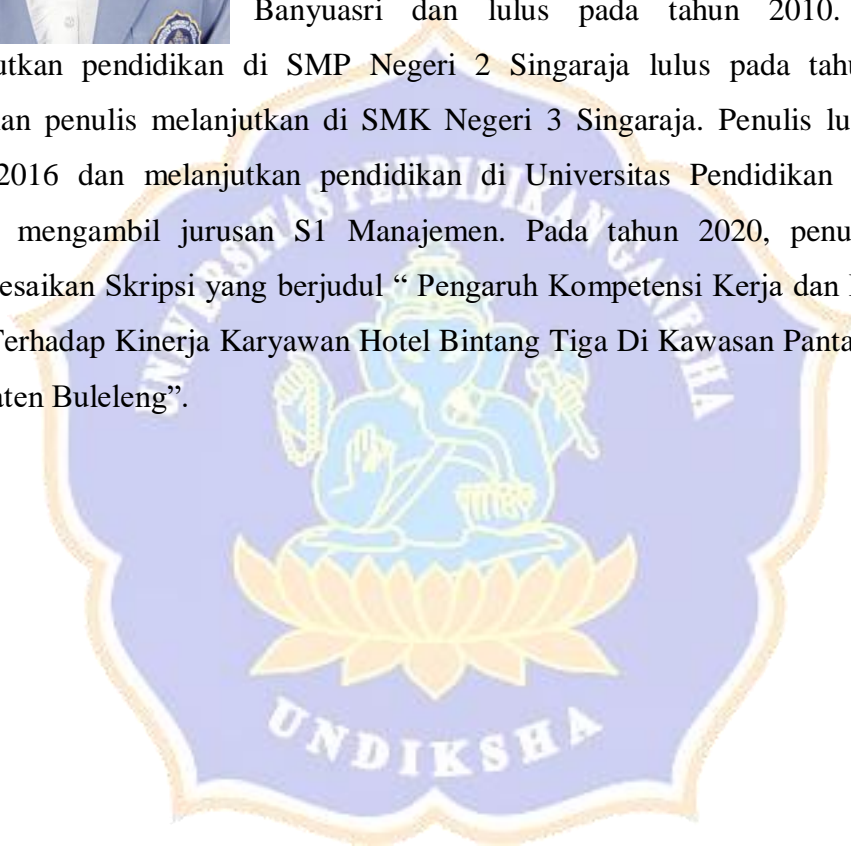 Banyuasri dan lulus pada tahun 2010.
utkan pendidikan di SMP Negeri 2 Singaraja lulus pada tahu
an penulis melanjutkan di SMK Negeri 3 Singaraja. Penulis lu
2016 dan melanjutkan pendidikan di Universitas Pendidikan
mengambil jurusan S1 Manajemen. Pada tahun 2020, penu
esaikan Skripsi yang berjudul “ Pengaruh Kompetensi Kerja dan
Terhadap Kinerja Karyawan Hotel Bintang Tiga Di Kawasan Panta
aten Buleleng”.
UNIVERSITAS PENDIDIKAN GANESHA
UNDIKSHA